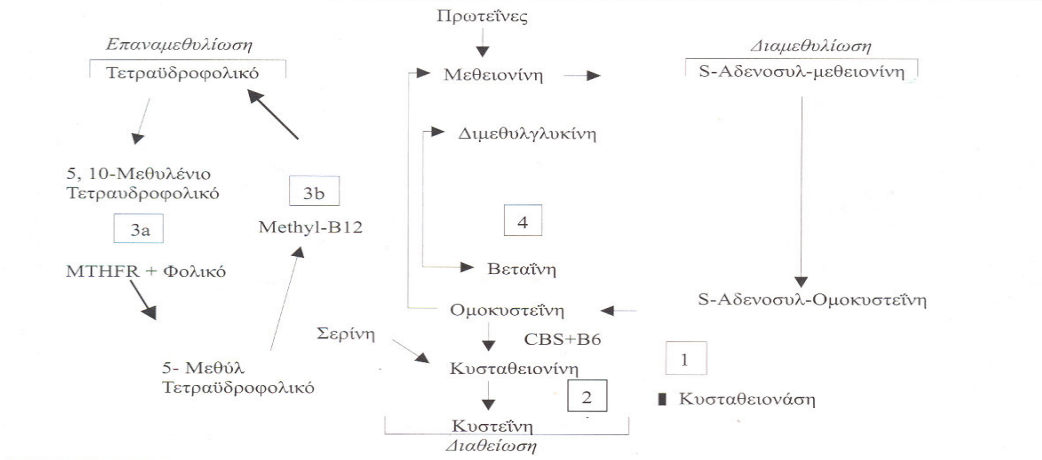 Πρωτεΐνες
Επαναμεθυλίωση
Τετραϋδροφολικό
Μεθειονίνη
Διαμεθυλίωση
S-Αδενοσυλ-μεθειονίνη
Διμεθυλγλυκίνη
5, 10-Μεθυλένιο
Τετραυδροφολικό
3b
3a
Methyl-B12
4
MTHFR + Φολικό
Βεταΐνη
Ομοκυστεΐνη
S-Αδενοσυλ-Ομοκυστεΐνη
Σερίνη
CBS+B6
1
5- Μεθύλ
Τετραϋδροφολικό
Κυσταθειονίνη
2
Κυσταθειονάση
Κυστεΐνη
Διαθείωση